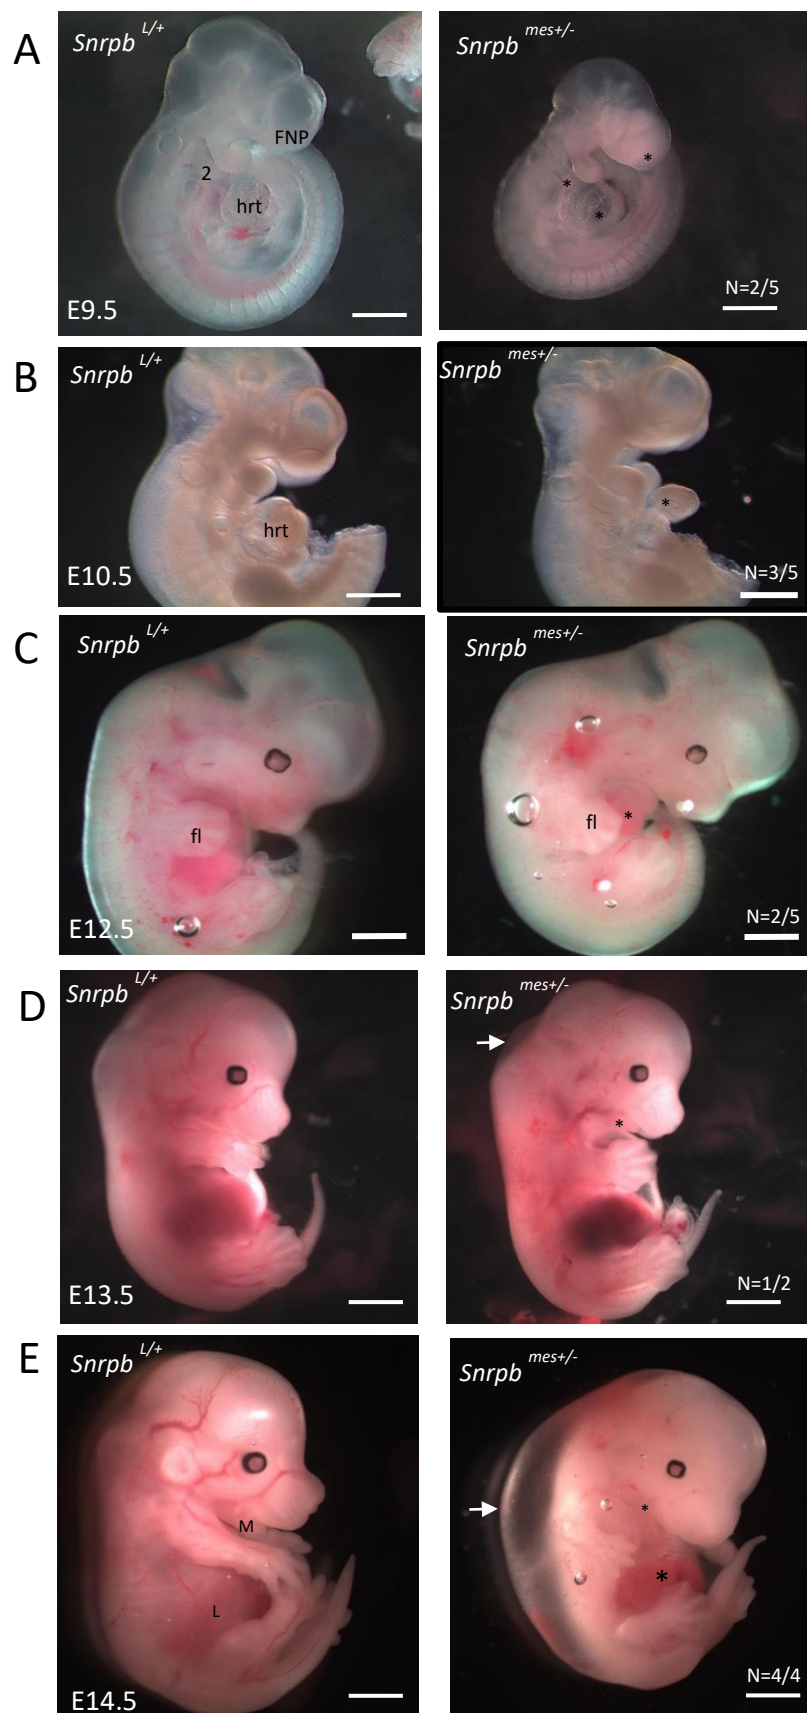 A
Snrpb L/+
FNP
2
hrt
E9.5
Snrpb mes+/-
*
*
*
N=2/5
B
Snrpb L/+
hrt
E10.5
Snrpb mes+/-
*
N=3/5
C
Snrpb L/+
fl
E12.5
Snrpb mes+/-
fl *
N=2/5
D
Snrpb L/+
E13.5
Snrpb mes+/-
*
N=1/2
E
Snrpb L/+
M
L
E14.5
Snrpb mes+/-
*
*
N=4/4